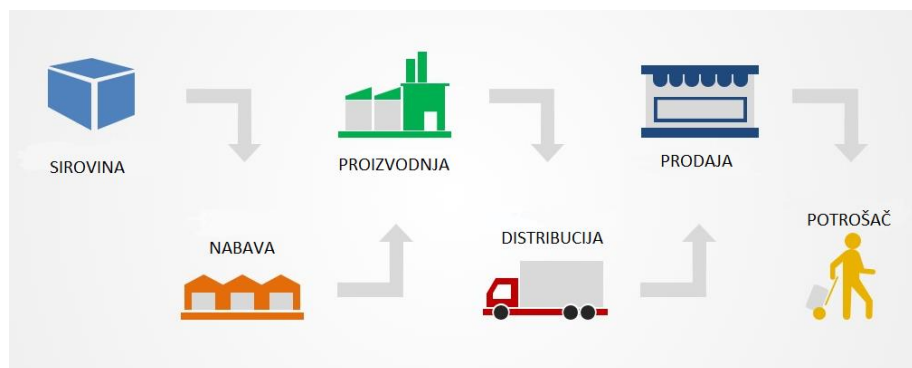 SIROVINA
NABAVA
PROIZVODNJA
DISTRIBUCIJA
PRODAJA
POTROŠAČ